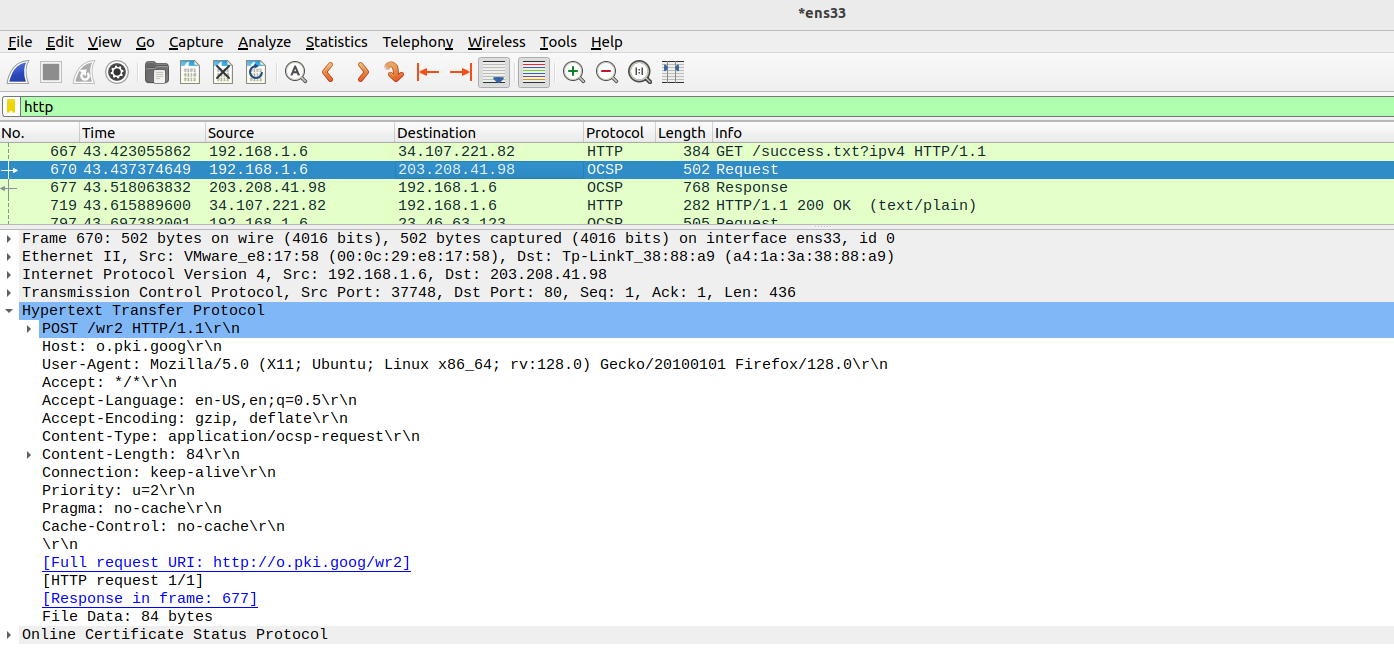 *ens33
File Edit View Go Capture Analyze Statistics Telephony Wireless Tools Help
http
No. Time Source Destination Protocol Length Info
667 43.423055862 192.168.1.6 34.107.221.82 HTTP 384 GET /success.txt?ipv4 HTTP/1.1
670 43.437374649 192.168.1.6 203.208.41.98 OCSP 502 Request
677 43.518063832 203.208.41.98 192.168.1.6 OCSP 768 Response
719 43.615889600 34.107.221.82 192.168.1.6 HTTP 282 HTTP/1.1 200 OK (text/plain)
797 43.697382001 192.168.1.6 23.46.63.123 OCSP 505 Request
Frame 670: 502 bytes on wire (4016 bits), 502 bytes captured (4016 bits) on interface ens33, id 0
Ethernet II, Src: VMware_e8:17:58 (00:0c:29:e8:17:58), Dst: Tp-LinkT_38:88:a9 (a4:1a:3a:38:88:a9)
Internet Protocol Version 4, Src: 192.168.1.6, Dst: 203.208.41.98
Transmission Control Protocol, Src Port: 37748, Dst Port: 80, Seq: 1, Ack: 1, Len: 436
Hypertext Transfer Protocol
POST /wr2 HTTP/1.1\r\n
Host: o.pki.goog\r\n
User-Agent: Mozilla/5.0 (X11; Ubuntu; Linux x86_64; rv:128.0) Gecko/20100101 Firefox/128.0\r\n
Accept: */*\r\n
Accept-Language: en-US,en;q=0.5\r\n
Accept-Encoding: gzip, deflate\r\n
Content-Type: application/ocsp-request\r\n
Content-Length: 84\r\n
Connection: keep-alive\r\n
Priority: u=2\r\n
Pragma: no-cache\r\n
Cache-Control: no-cache\r\n
\r\n
[Full request URI: http://o.pki.goog/wr2]
[HTTP request 1/1]
[Response in frame: 677]
File Data: 84 bytes
Online Certificate Status Protocol